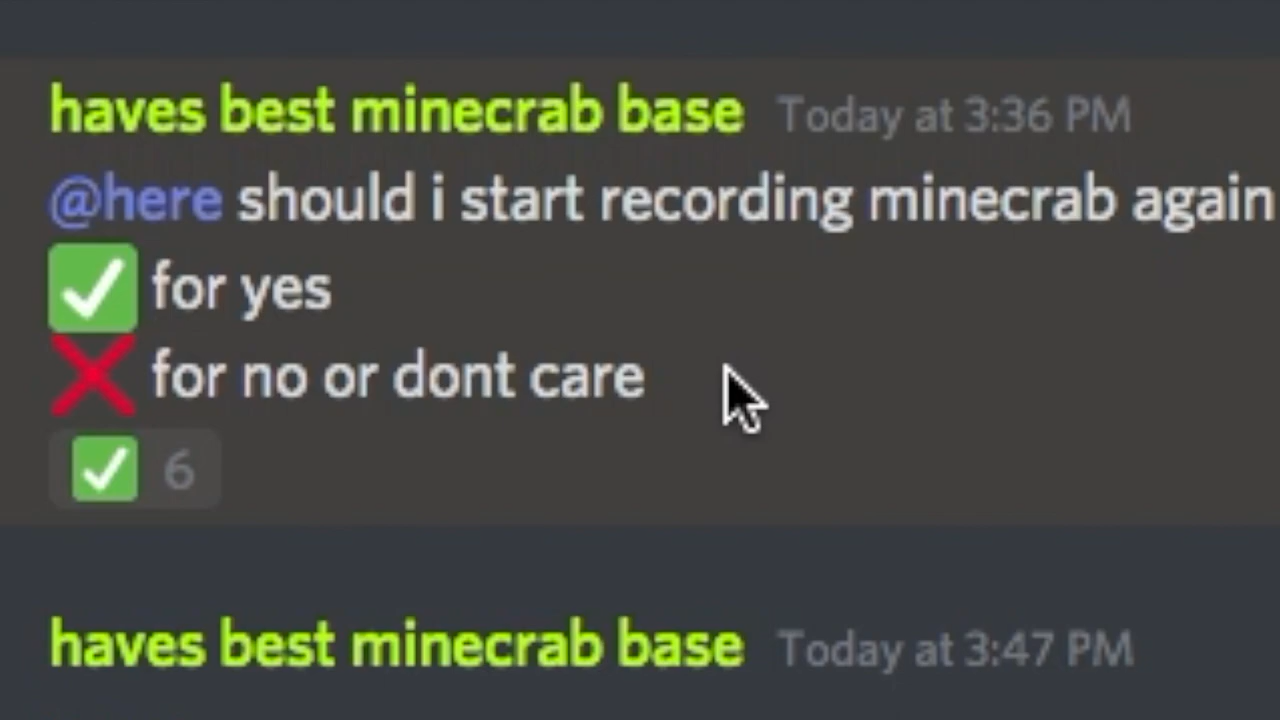 haves best minecrab base Today at 3:36 PM
@here should i start recording minecrab again
✅ for yes
❌ for no or dont care
✅ 6
haves best minecrab base Today at 3:47 PM